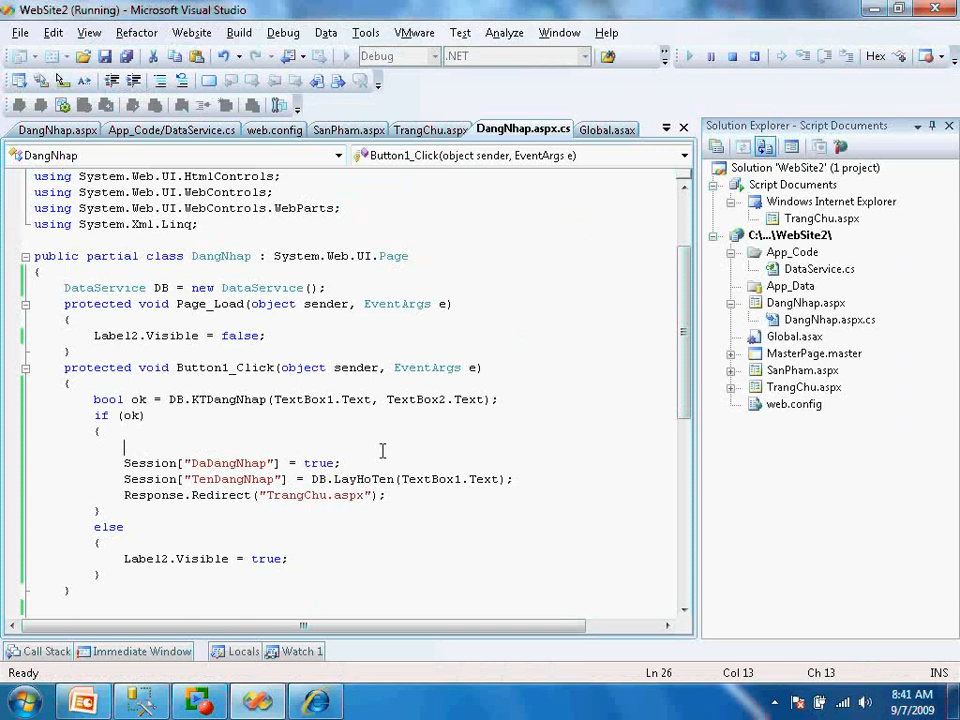 WebSite2 (Running) - Microsoft Visual Studio
File Edit View Refactor Website Build Debug Data Tools VMware Test Analyze Window Help
Debug .NET Hex
DangNhap.aspx App_Code/DataService.cs web.config SanPham.aspx TrangChu.aspx DangNhap.aspx.cs Global.asax
DangNhap Button1_Click(object sender, EventArgs e)
using System.Web.UI.HtmlControls;
using System.Web.UI.WebControls;
using System.Web.UI.WebControls.WebParts;
using System.Xml.Linq;
public partial class DangNhap : System.Web.UI.Page
{
DataService DB = new DataService();
protected void Page_Load(object sender, EventArgs e)
{
Label2.Visible = false;
}
protected void Button1_Click(object sender, EventArgs e)
{
bool ok = DB.KTDangNhap(TextBox1.Text, TextBox2.Text);
if (ok)
{
Session["DaDangNhap"] = true;
Session["TenDangNhap"] = DB.LayHoTen(TextBox1.Text);
Response.Redirect("TrangChu.aspx");
}
else
{
Label2.Visible = true;
}
}
Solution Explorer - Script Documents
Solution 'WebSite2' (1 project)
Script Documents
Windows Internet Explorer
TrangChu.aspx
C:\...\WebSite2\
App_Code
DataService.cs
App_Data
DangNhap.aspx
DangNhap.aspx.cs
Global.asax
MasterPage.master
SanPham.aspx
TrangChu.aspx
web.config
Call Stack Immediate Window Locals Watch 1
Ready Ln 26 Col 13 Ch 13 INS
8:41 AM
9/7/2009